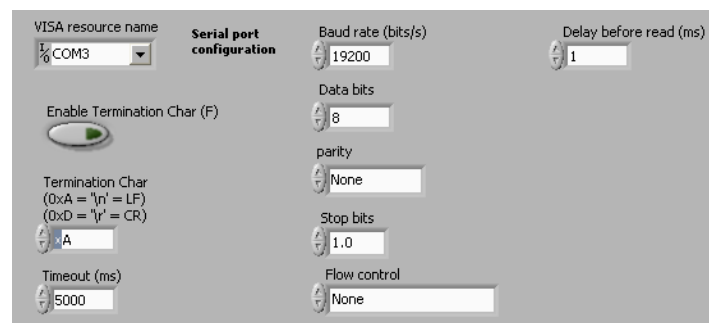 VISA resource name
COM3
Serial port
configuration
Baud rate (bits/s)
19200
Delay before read (ms)
1
Enable Termination Char (F)
Data bits
8
parity
None
Termination Char
(0xA = '\n' = LF)
(0xD = '\r' = CR)
xA
Stop bits
1.0
Timeout (ms)
5000
Flow control
None